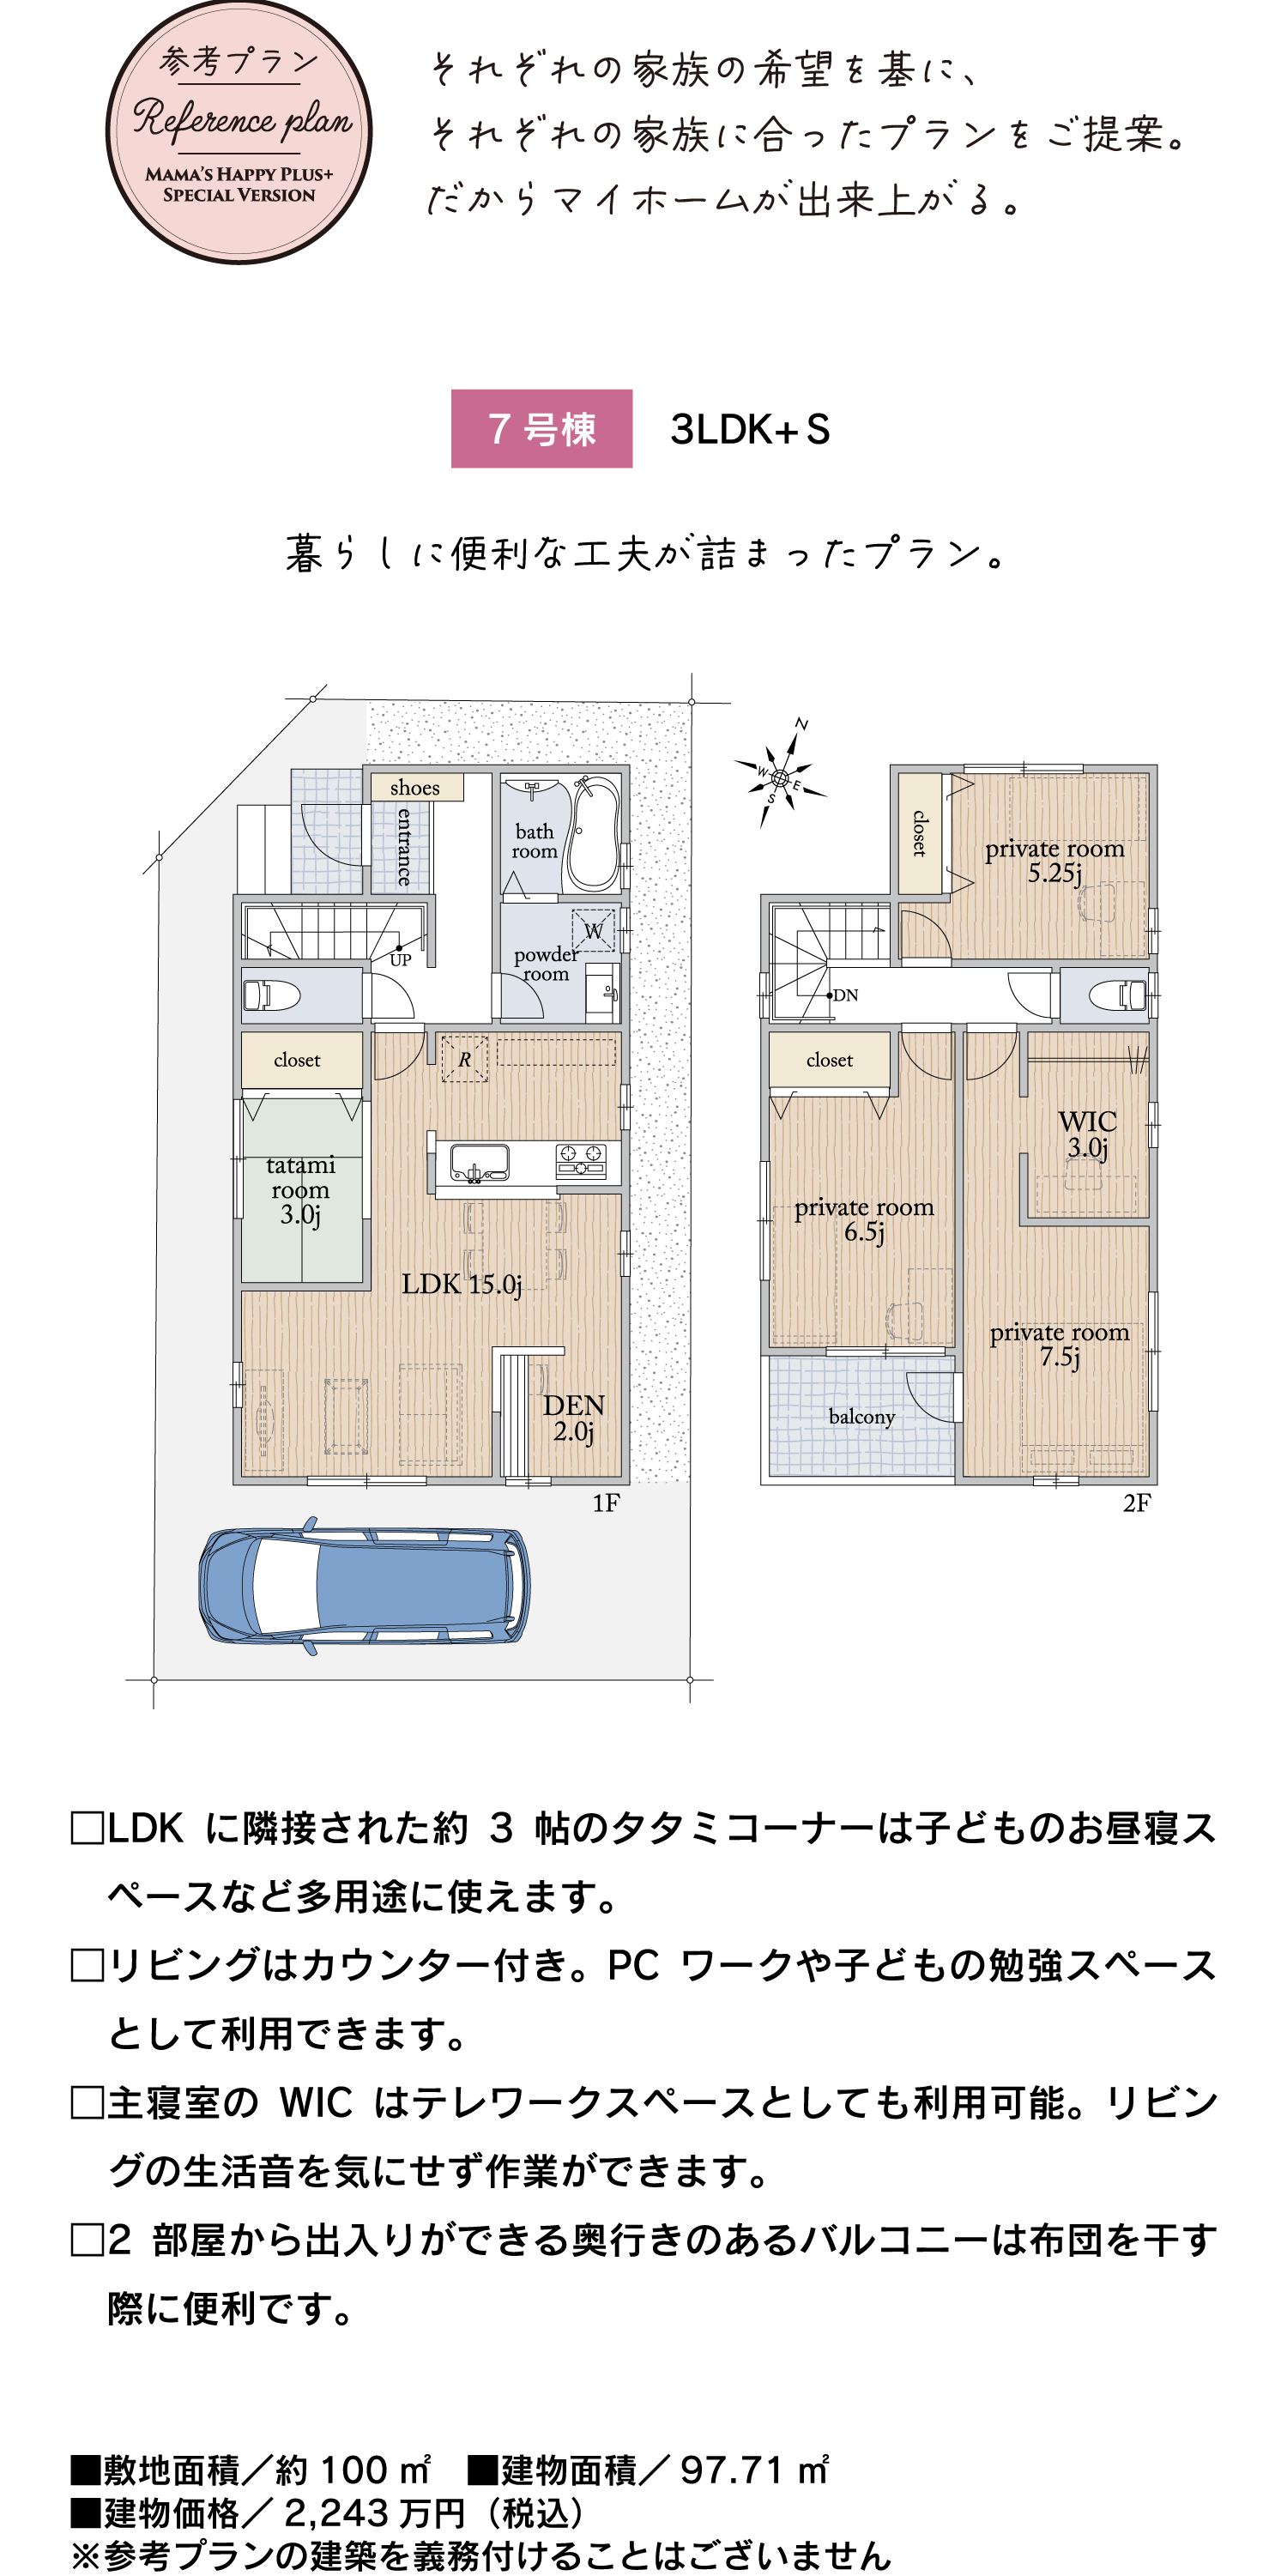 参考プラン
Reference plan
MAMA'S HAPPY PLUS+
SPECIAL VERSION
それぞれの家族の希望を基に、
それぞれの家族に合ったプランをご提案。
だからマイホームが出来上がる。
7号棟
3LDK+S
暮らしに便利な工夫が詰まったプラン。
shoes
entrance
bath
room
W
powder
room
UP
closet
R
tatami
room
3.0j
LDK 15.0j
DEN
2.0j
1F
N
W
E
S
closet
private room
5.25j
DN
closet
WIC
3.0j
private room
6.5j
private room
7.5j
balcony
2F
□LDK に隣接された約 3 帖のタタミコーナーは子どものお昼寝ス
ペースなど多用途に使えます。
□リビングはカウンター付き。PC ワークや子どもの勉強スペース
として利用できます。
□主寝室の WIC はテレワークスペースとしても利用可能。リビン
グの生活音を気にせず作業ができます。
□2 部屋から出入りができる奥行きのあるバルコニーは布団を干す
際に便利です。
■敷地面積／約 100 ㎡　■建物面積／ 97.71 ㎡
■建物価格／ 2,243 万円（税込）
※参考プランの建築を義務付けることはございません